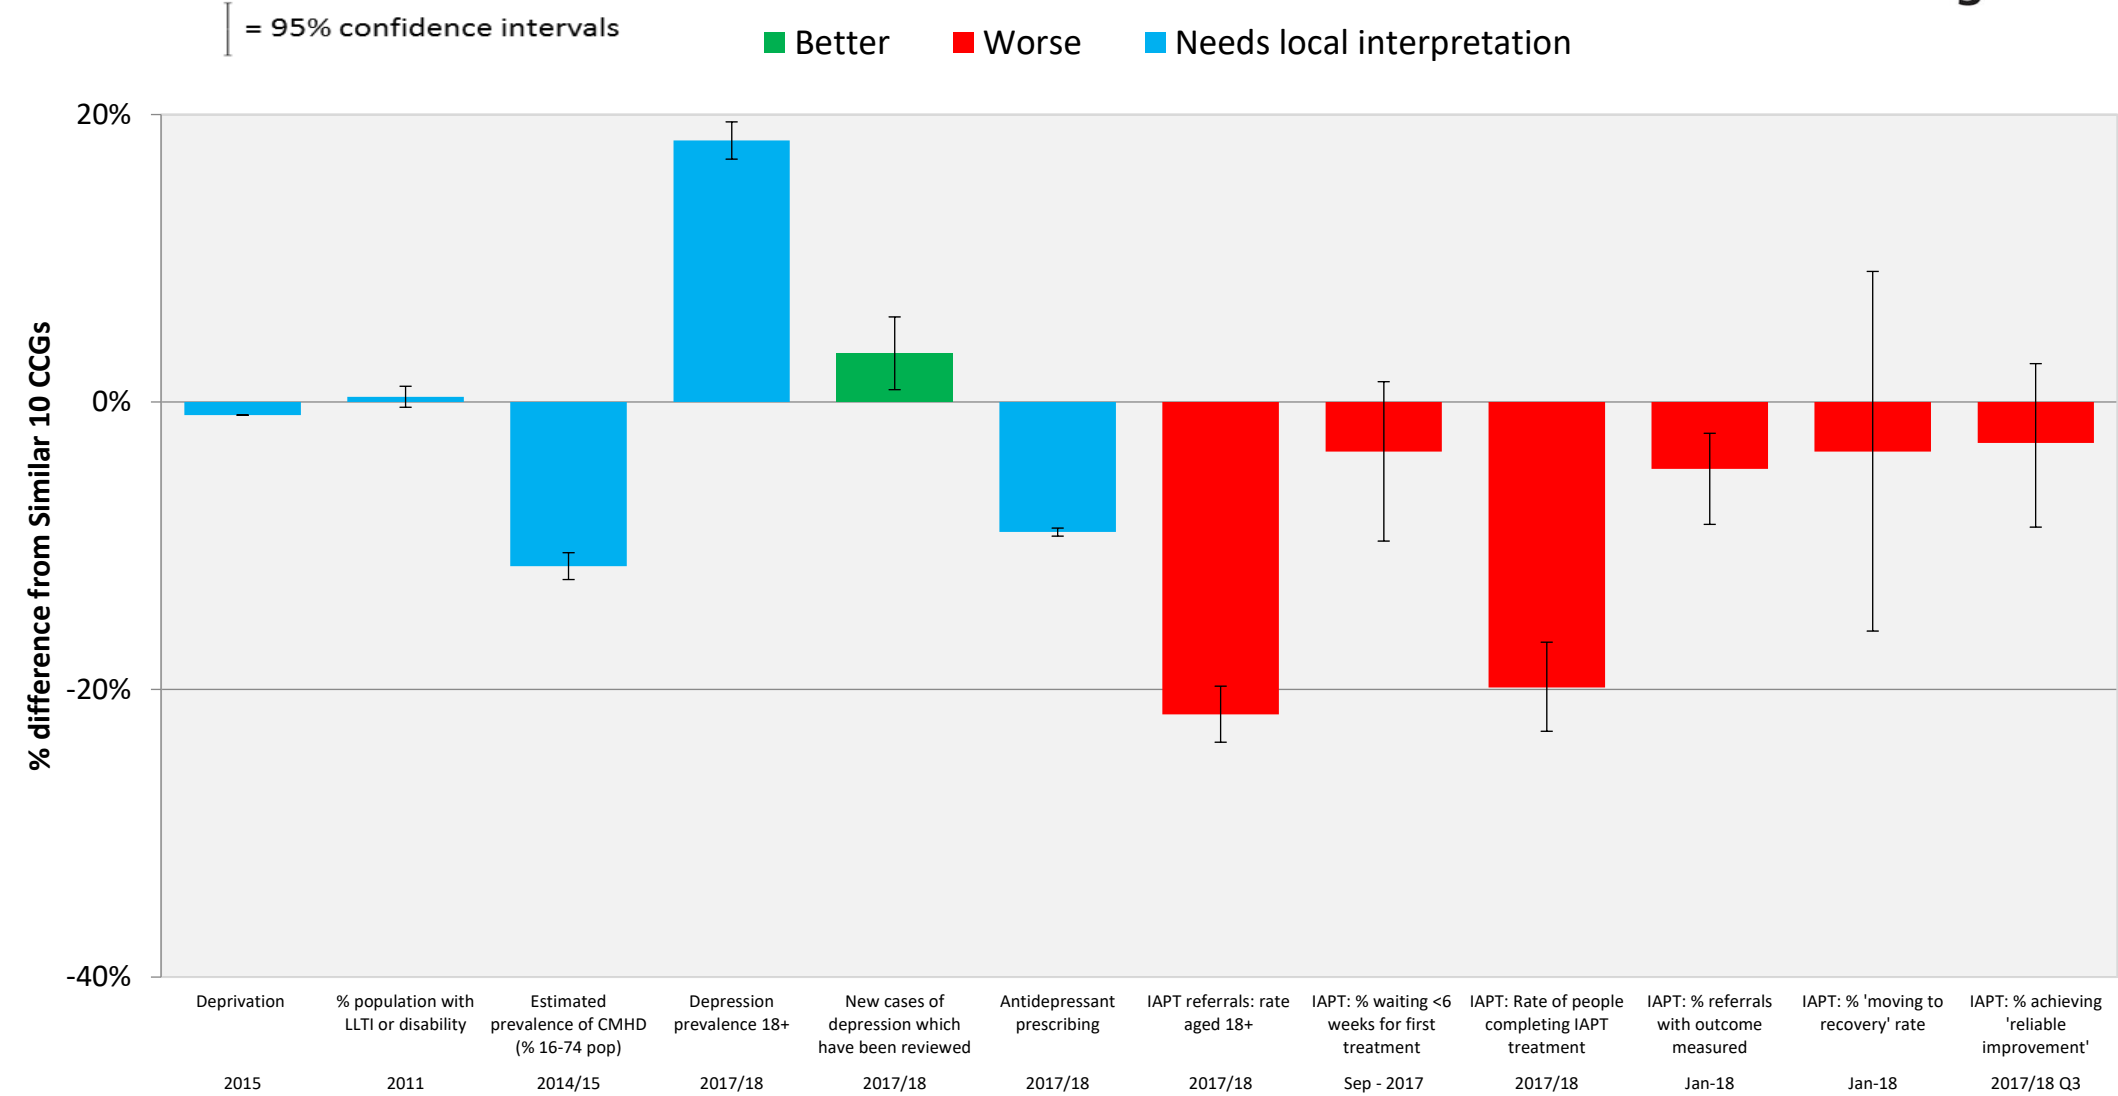 = 95% confidence intervals
Better Worse Needs local interpretation
% difference from Similar 10 CCGs
20%
0%
-20%
-40%
Deprivation
2015
% population with
LLTI or disability
2011
Estimated
prevalence of CMHD
(% 16-74 pop)
2014/15
Depression
prevalence 18+
2017/18
New cases of
depression which
have been reviewed
2017/18
Antidepressant
prescribing
2017/18
IAPT referrals: rate
aged 18+
2017/18
IAPT: % waiting <6
weeks for first
treatment
Sep - 2017
IAPT: Rate of people
completing IAPT
treatment
2017/18
IAPT: % referrals
with outcome
measured
Jan-18
IAPT: % 'moving to
recovery' rate
Jan-18
IAPT: % achieving
'reliable
improvement'
2017/18 Q3